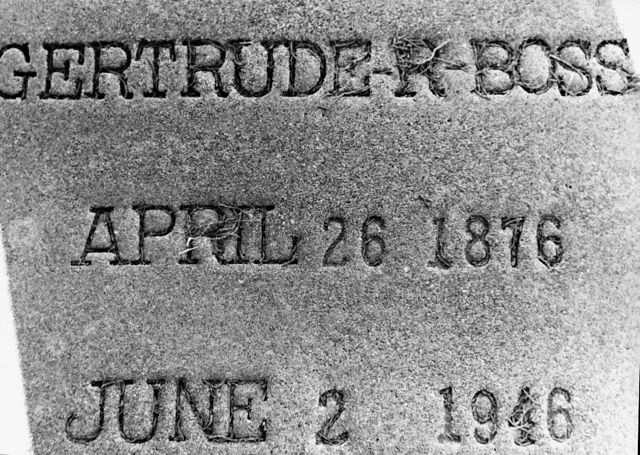 GERTRUDE-R-BOSS
APRIL 26 1876
JUNE 2 1946